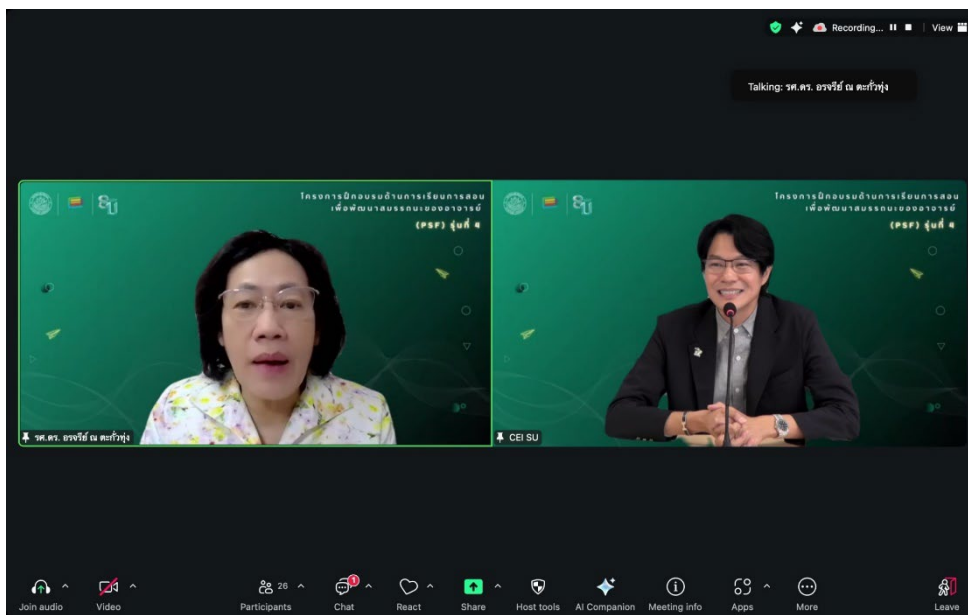 Recording...
View
Talking: รศ.ดร. อรจรีย์ ณ ตะกั่วทุ่ง
โครงการฝึกอบรมด้านการเรียนการสอน
เพื่อพัฒนาสมรรถนะของอาจารย์
(PSF) รุ่นที่ 4
รศ.ดร. อรจรีย์ ณ ตะกั่วทุ่ง
โครงการฝึกอบรมด้านการเรียนการสอน
เพื่อพัฒนาสมรรถนะของอาจารย์
(PSF) รุ่นที่ 4
CEI SU
Join audio
Video
26
Participants
1
Chat
React
Share
Host tools
AI Companion
Meeting info
Apps
More
Leave